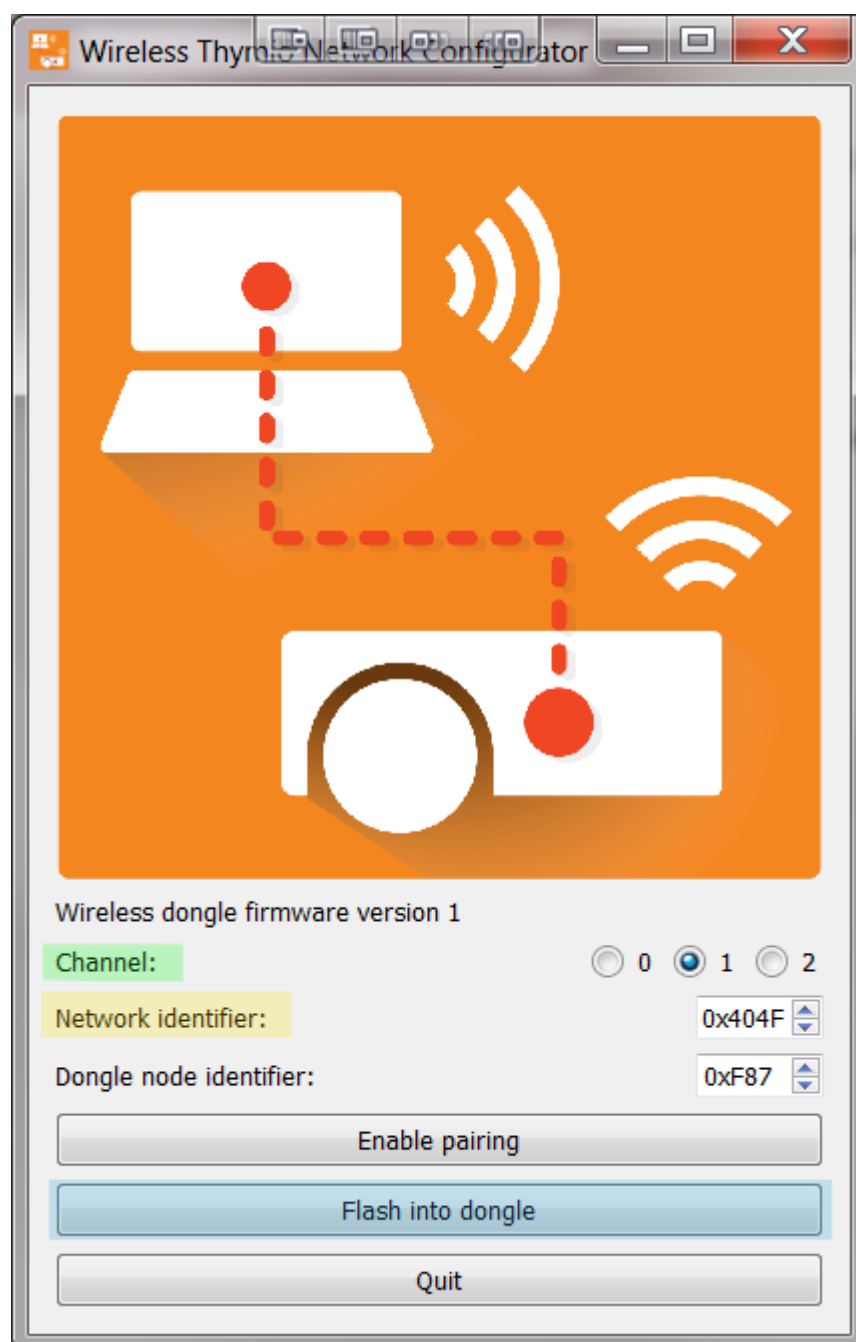 Wireless Thymio Network Configurator
Wireless dongle firmware version 1
Channel: 0 1 2
Network identifier: 0x404F
Dongle node identifier: 0xF87
Enable pairing
Flash into dongle
Quit